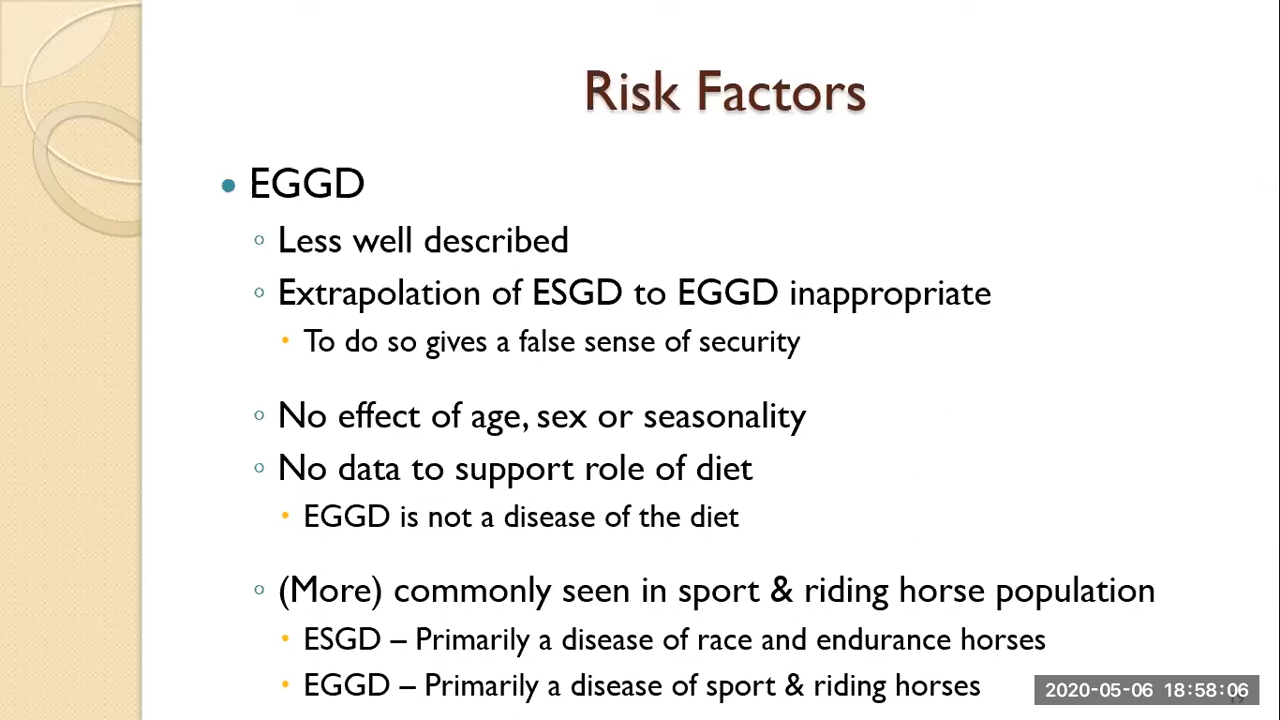 Risk Factors
EGGD
Less well described
Extrapolation of ESGD to EGGD inappropriate
To do so gives a false sense of security
No effect of age, sex or seasonality
No data to support role of diet
EGGD is not a disease of the diet
(More) commonly seen in sport & riding horse population
ESGD – Primarily a disease of race and endurance horses
EGGD – Primarily a disease of sport & riding horses
2020-05-06 18:58:06